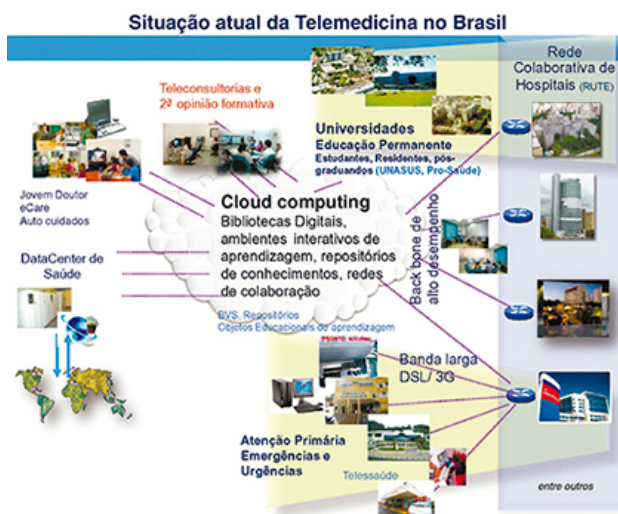 Situação atual da Telemedicina no Brasil
Rede
Colaborativa de
Hospitais (RUTE)
Teleconsultorias e
2ª opinião formativa
Universidades
Educação Permanente
Estudantes, Residentes, pós-
graduandos (UNASUS, Pro-Saúde)
Jovem Doutor
eCare
Auto cuidados
Cloud computing
Bibliotecas Digitais,
ambientes interativos de
aprendizagem, repositórios
de conhecimentos, redes
de colaboração
Back bone de
alto desempenho
DataCenter de
Saúde
BVS, Repositórios
Objetos Educacionais de aprendizagem
PRONTO
Banda larga
DSL/ 3G
Atenção Primária
Emergências e
Urgências
Telessaúde
entre outros